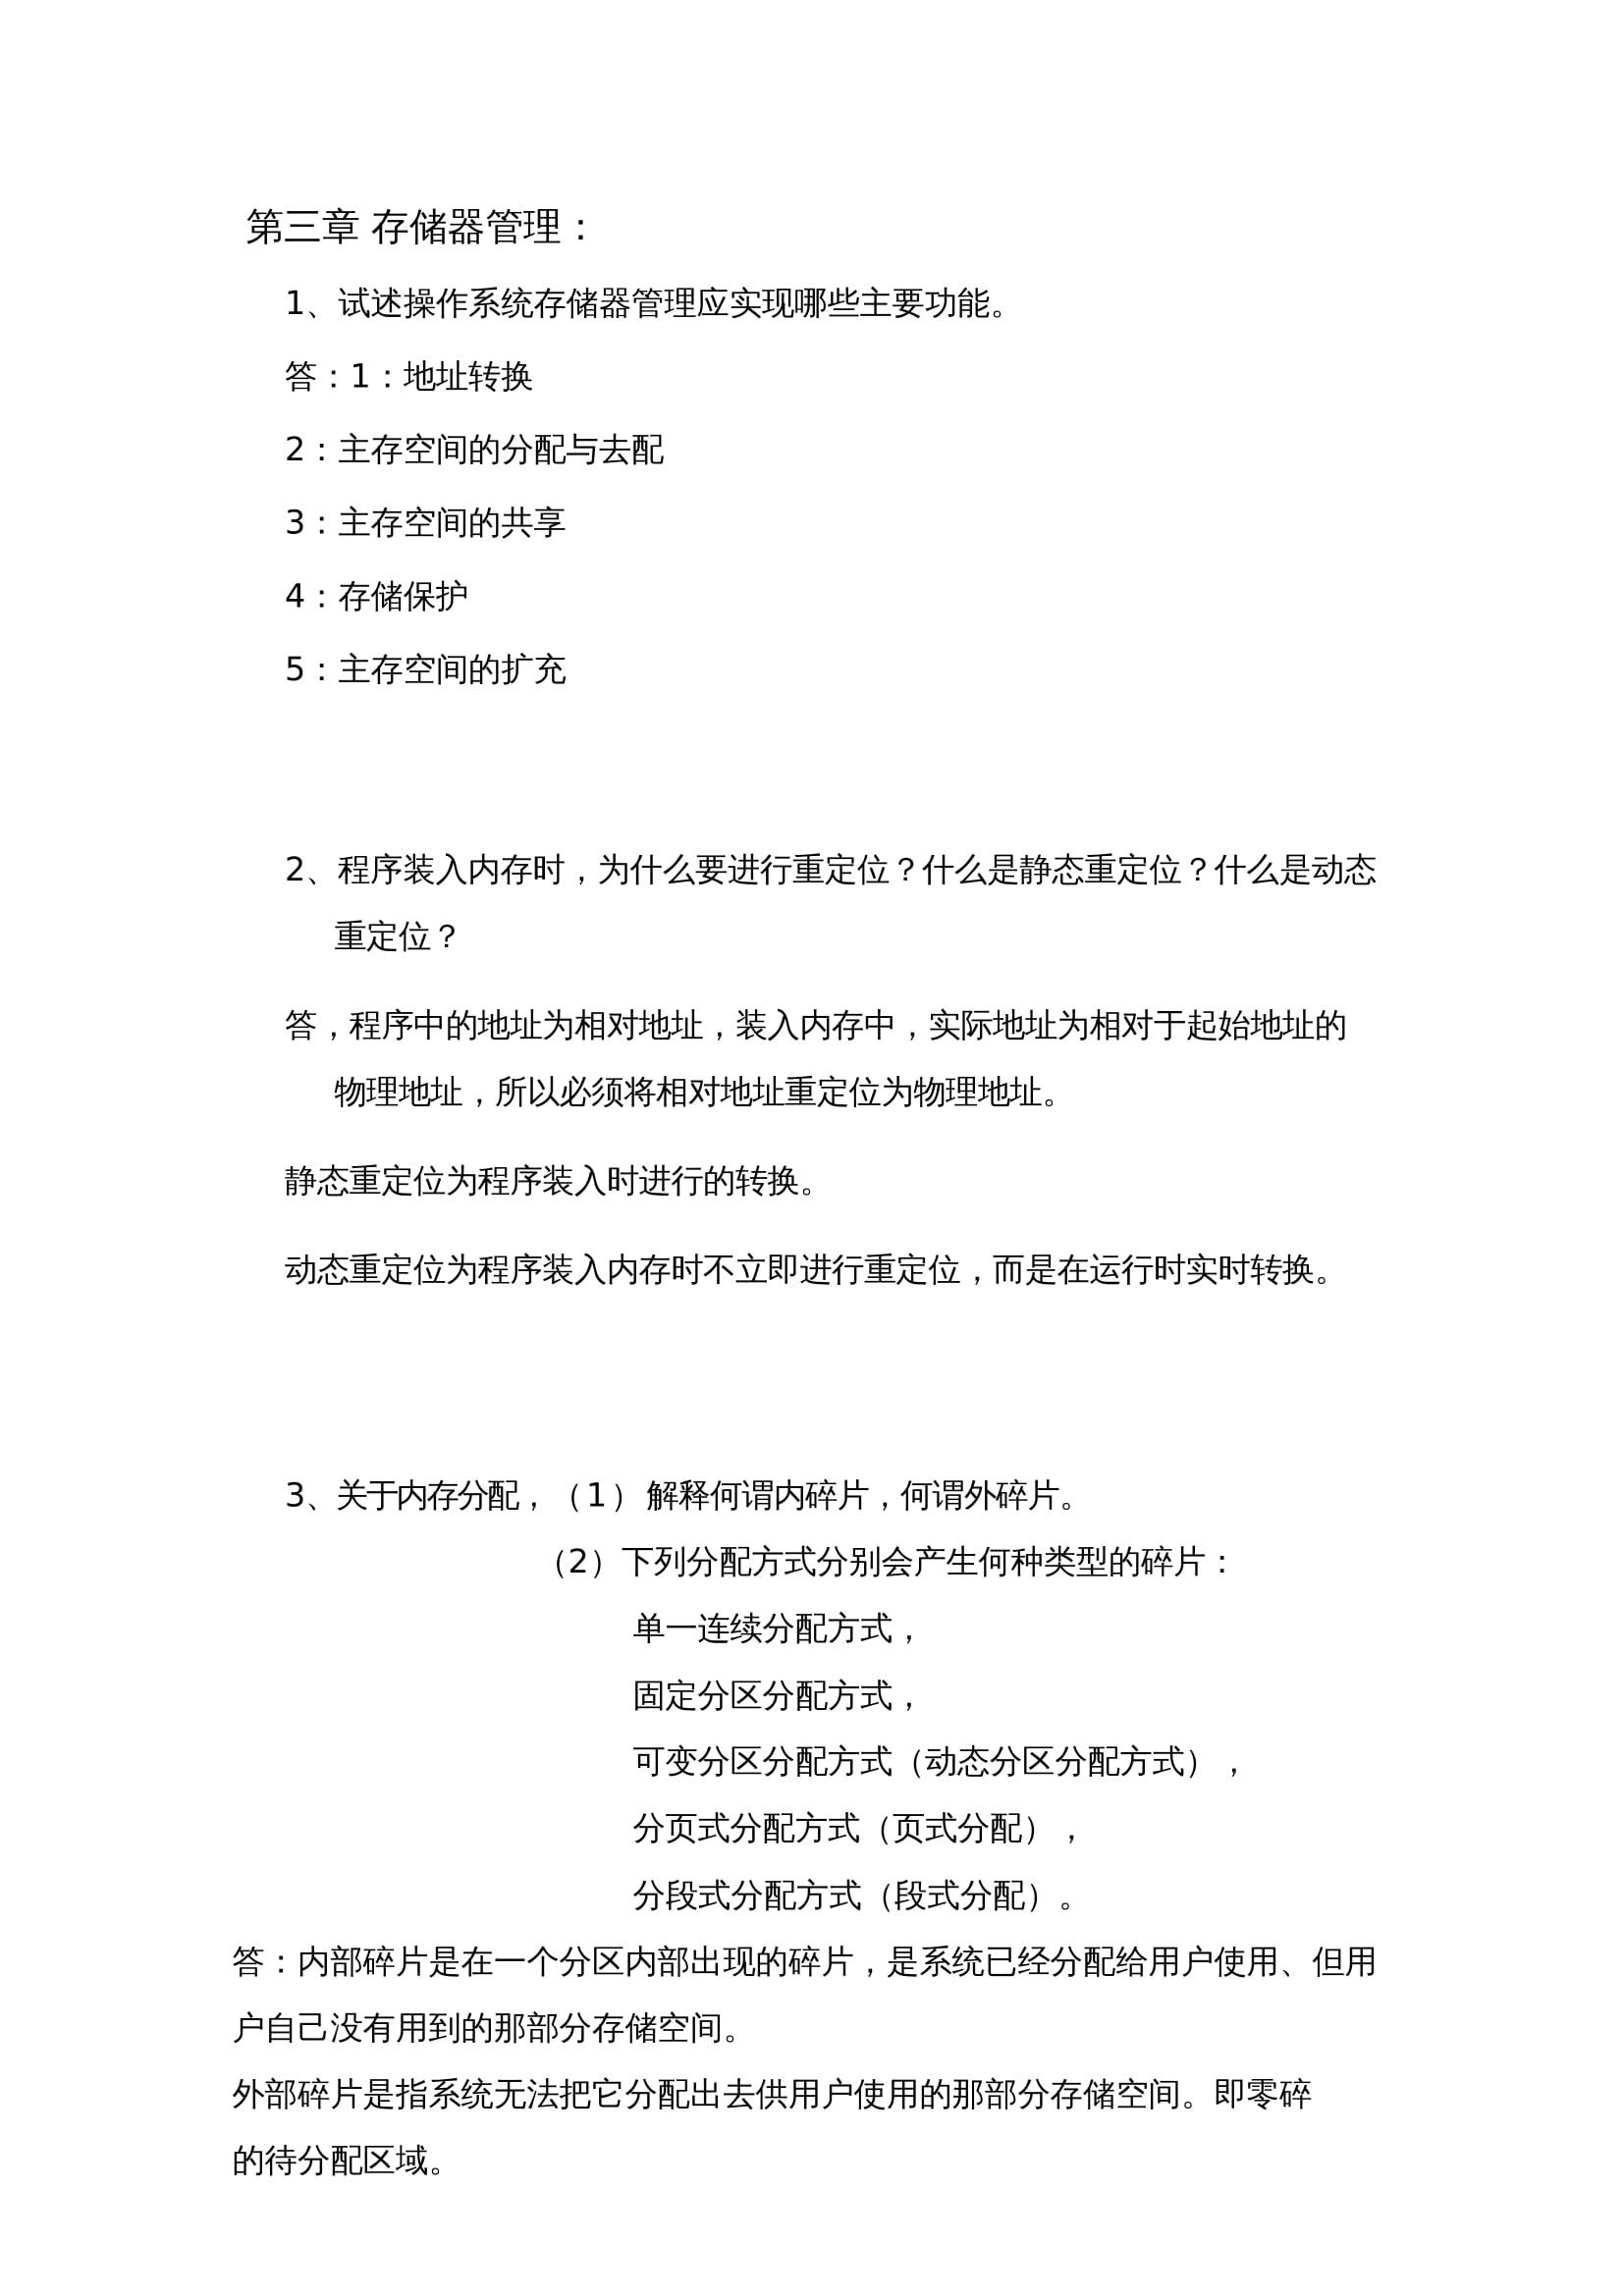 第三章 存储器管理：
1、试述操作系统存储器管理应实现哪些主要功能。
答：1：地址转换
2：主存空间的分配与去配
3：主存空间的共享
4：存储保护
5：主存空间的扩充
2、程序装入内存时，为什么要进行重定位？什么是静态重定位？什么是动态
重定位？
答，程序中的地址为相对地址，装入内存中，实际地址为相对于起始地址的
物理地址，所以必须将相对地址重定位为物理地址。
静态重定位为程序装入时进行的转换。
动态重定位为程序装入内存时不立即进行重定位，而是在运行时实时转换。
3、关于内存分配，（1）解释何谓内碎片，何谓外碎片。
（2）下列分配方式分别会产生何种类型的碎片：
单一连续分配方式，
固定分区分配方式，
可变分区分配方式（动态分区分配方式），
分页式分配方式（页式分配），
分段式分配方式（段式分配）。
答：内部碎片是在一个分区内部出现的碎片，是系统已经分配给用户使用、但用
户自己没有用到的那部分存储空间。
外部碎片是指系统无法把它分配出去供用户使用的那部分存储空间。即零碎
的待分配区域。